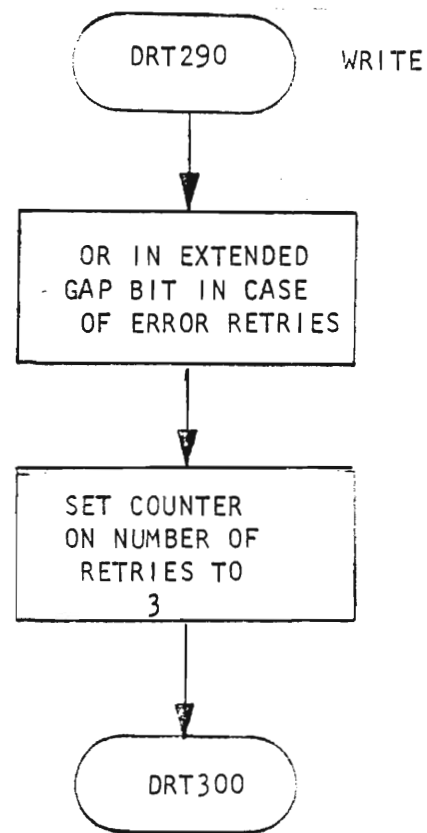 DRT290
WRITE
OR IN EXTENDED
GAP BIT IN CASE
OF ERROR RETRIES
SET COUNTER
ON NUMBER OF
RETRIES TO
3
DRT300